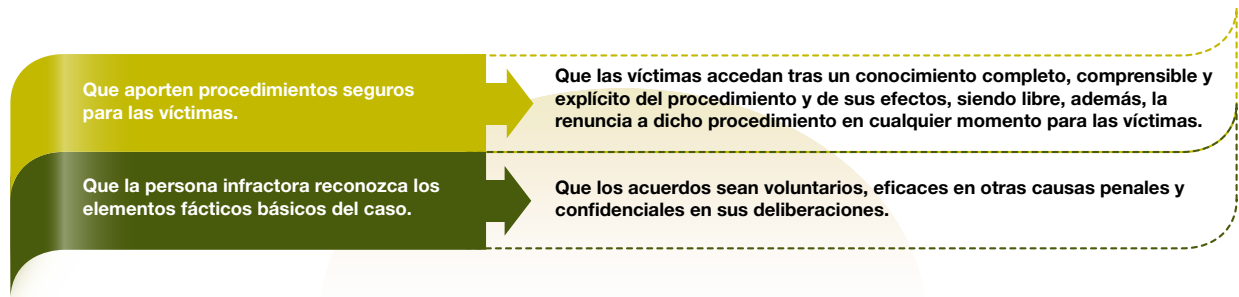 Que aporten procedimientos seguros
para las víctimas.
Que las víctimas accedan tras un conocimiento completo, comprensible y
explícito del procedimiento y de sus efectos, siendo libre, además, la
renuncia a dicho procedimiento en cualquier momento para las víctimas.
Que la persona infractora reconozca los
elementos fácticos básicos del caso.
Que los acuerdos sean voluntarios, eficaces en otras causas penales y
confidenciales en sus deliberaciones.